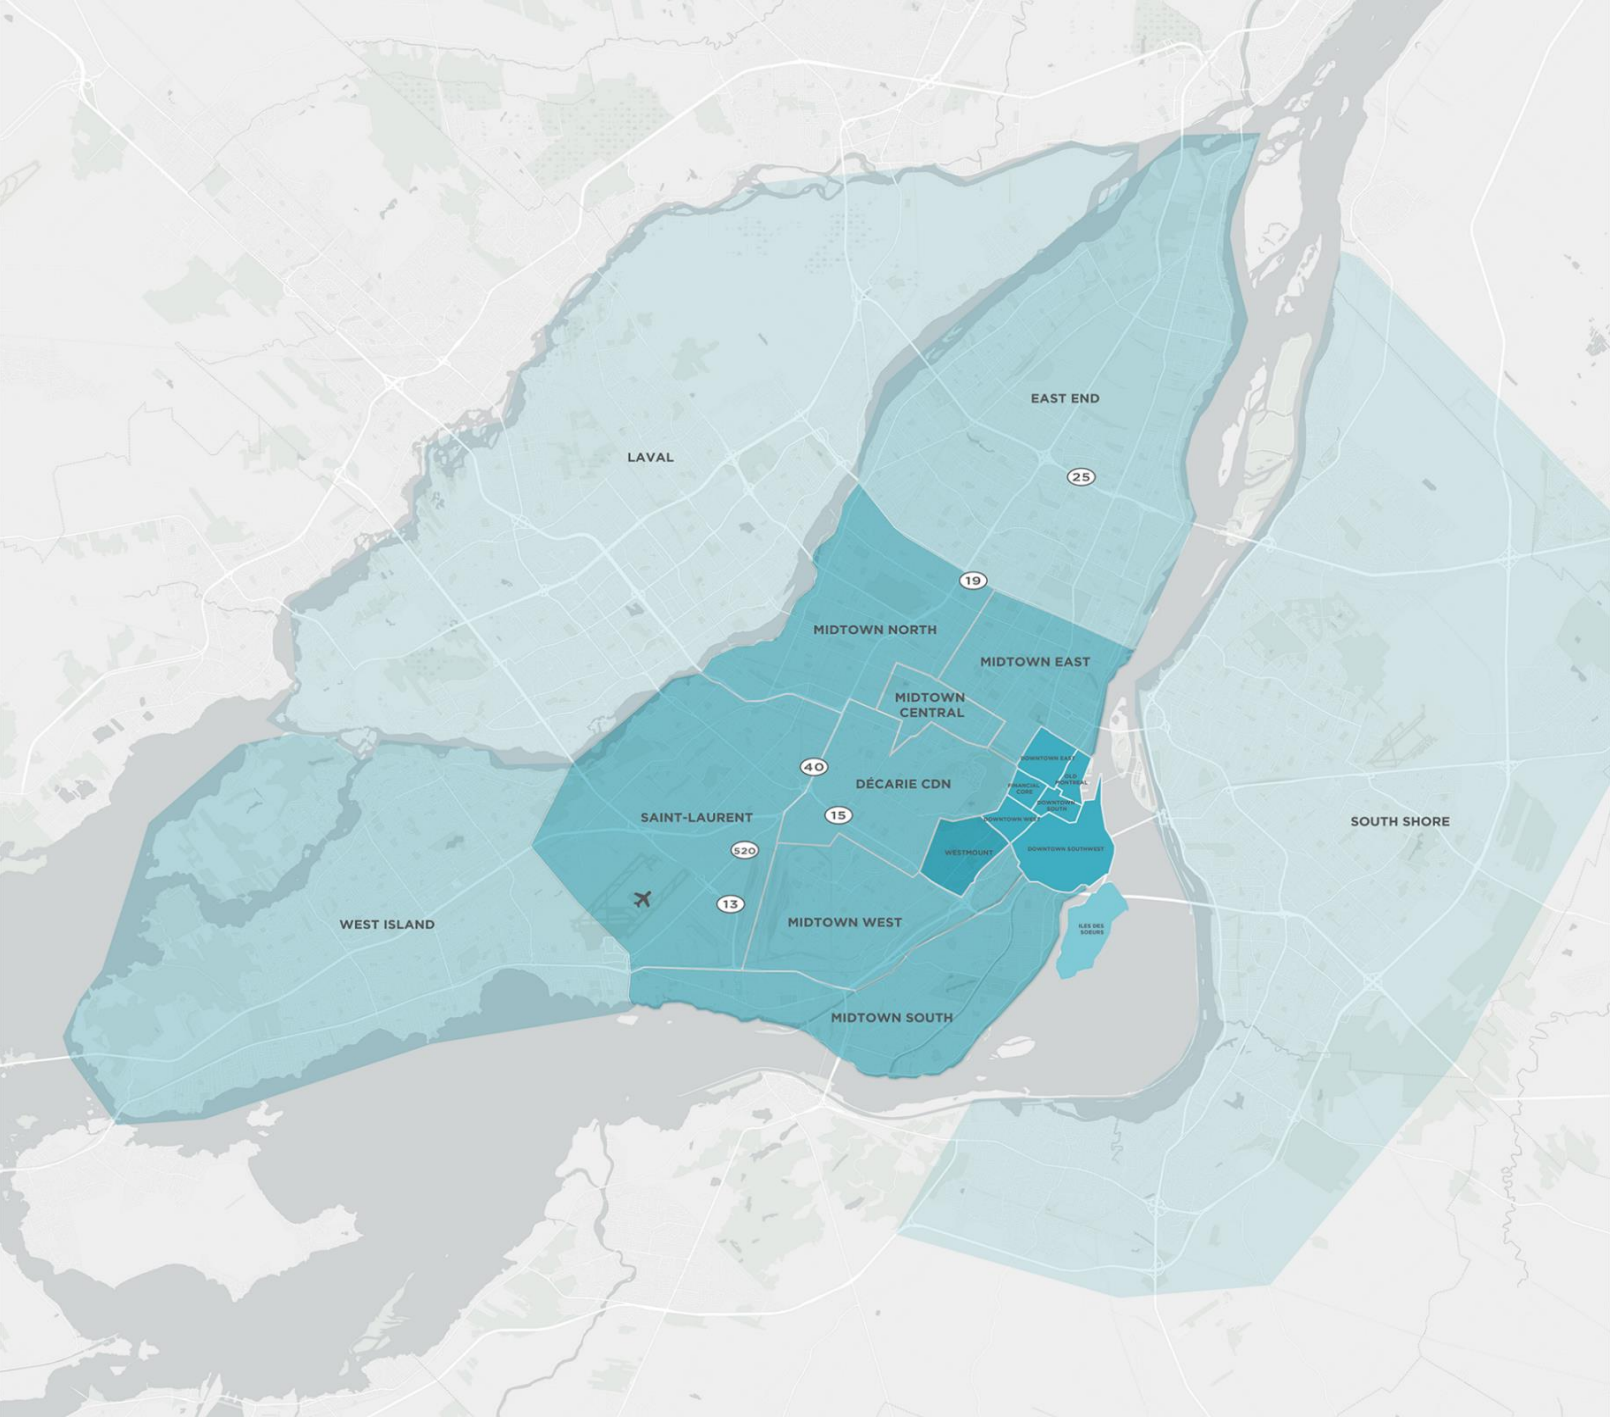 EAST END
LAVAL
25
19
MIDTOWN NORTH
MIDTOWN EAST
MIDTOWN
CENTRAL
DOWNTOWN EAST
40
DÉCARIE CDN
OLD
MONTREAL
FINANCIAL
CORE
DOWNTOWN
SOUTH
SAINT-LAURENT
15
DOWNTOWN WEST
SOUTH SHORE
520
WESTMOUNT
DOWNTOWN SOUTHWEST
13
WEST ISLAND
MIDTOWN WEST
ILES DES
SOEURS
MIDTOWN SOUTH